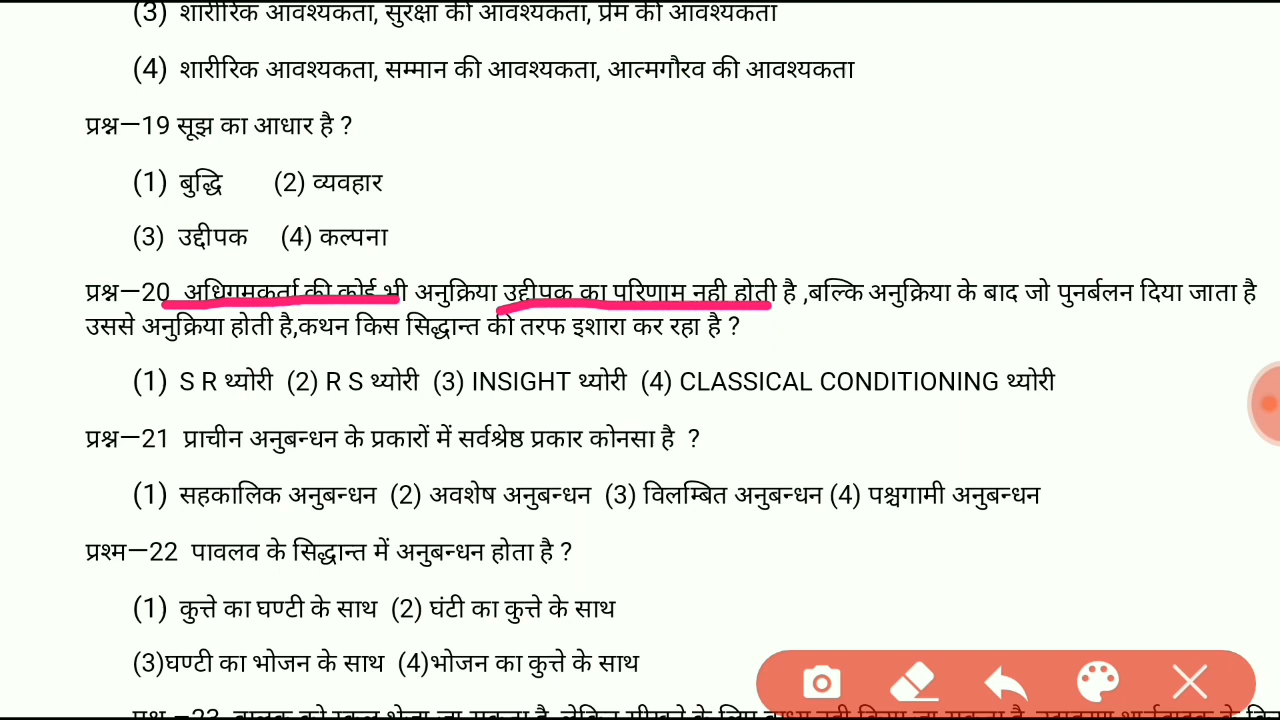 (3) शारीरिक आवश्यकता, सुरक्षा की आवश्यकता, प्रेम की आवश्यकता
(4) शारीरिक आवश्यकता, सम्मान की आवश्यकता, आत्मगौरव की आवश्यकता
प्रश्न—19 सूझ का आधार है ?
(1) बुद्धि (2) व्यवहार
(3) उद्दीपक (4) कल्पना
प्रश्न—20 अधिगमकर्ता की कोई भी अनुक्रिया उद्दीपक का परिणाम नही होती है ,बल्कि अनुक्रिया के बाद जो पुनर्बलन दिया जाता है
उससे अनुक्रिया होती है,कथन किस सिद्धान्त की तरफ इशारा कर रहा है ?
(1) S R थ्योरी (2) R S थ्योरी (3) INSIGHT थ्योरी (4) CLASSICAL CONDITIONING थ्योरी
प्रश्न—21 प्राचीन अनुबन्धन के प्रकारों में सर्वश्रेष्ठ प्रकार कोनसा है ?
(1) सहकालिक अनुबन्धन (2) अवशेष अनुबन्धन (3) विलम्बित अनुबन्धन (4) पश्चगामी अनुबन्धन
प्रश्म—22 पावलव के सिद्धान्त में अनुबन्धन होता है ?
(1) कुत्ते का घण्टी के साथ (2) घंटी का कुत्ते के साथ
(3)घण्टी का भोजन के साथ (4)भोजन का कुत्ते के साथ